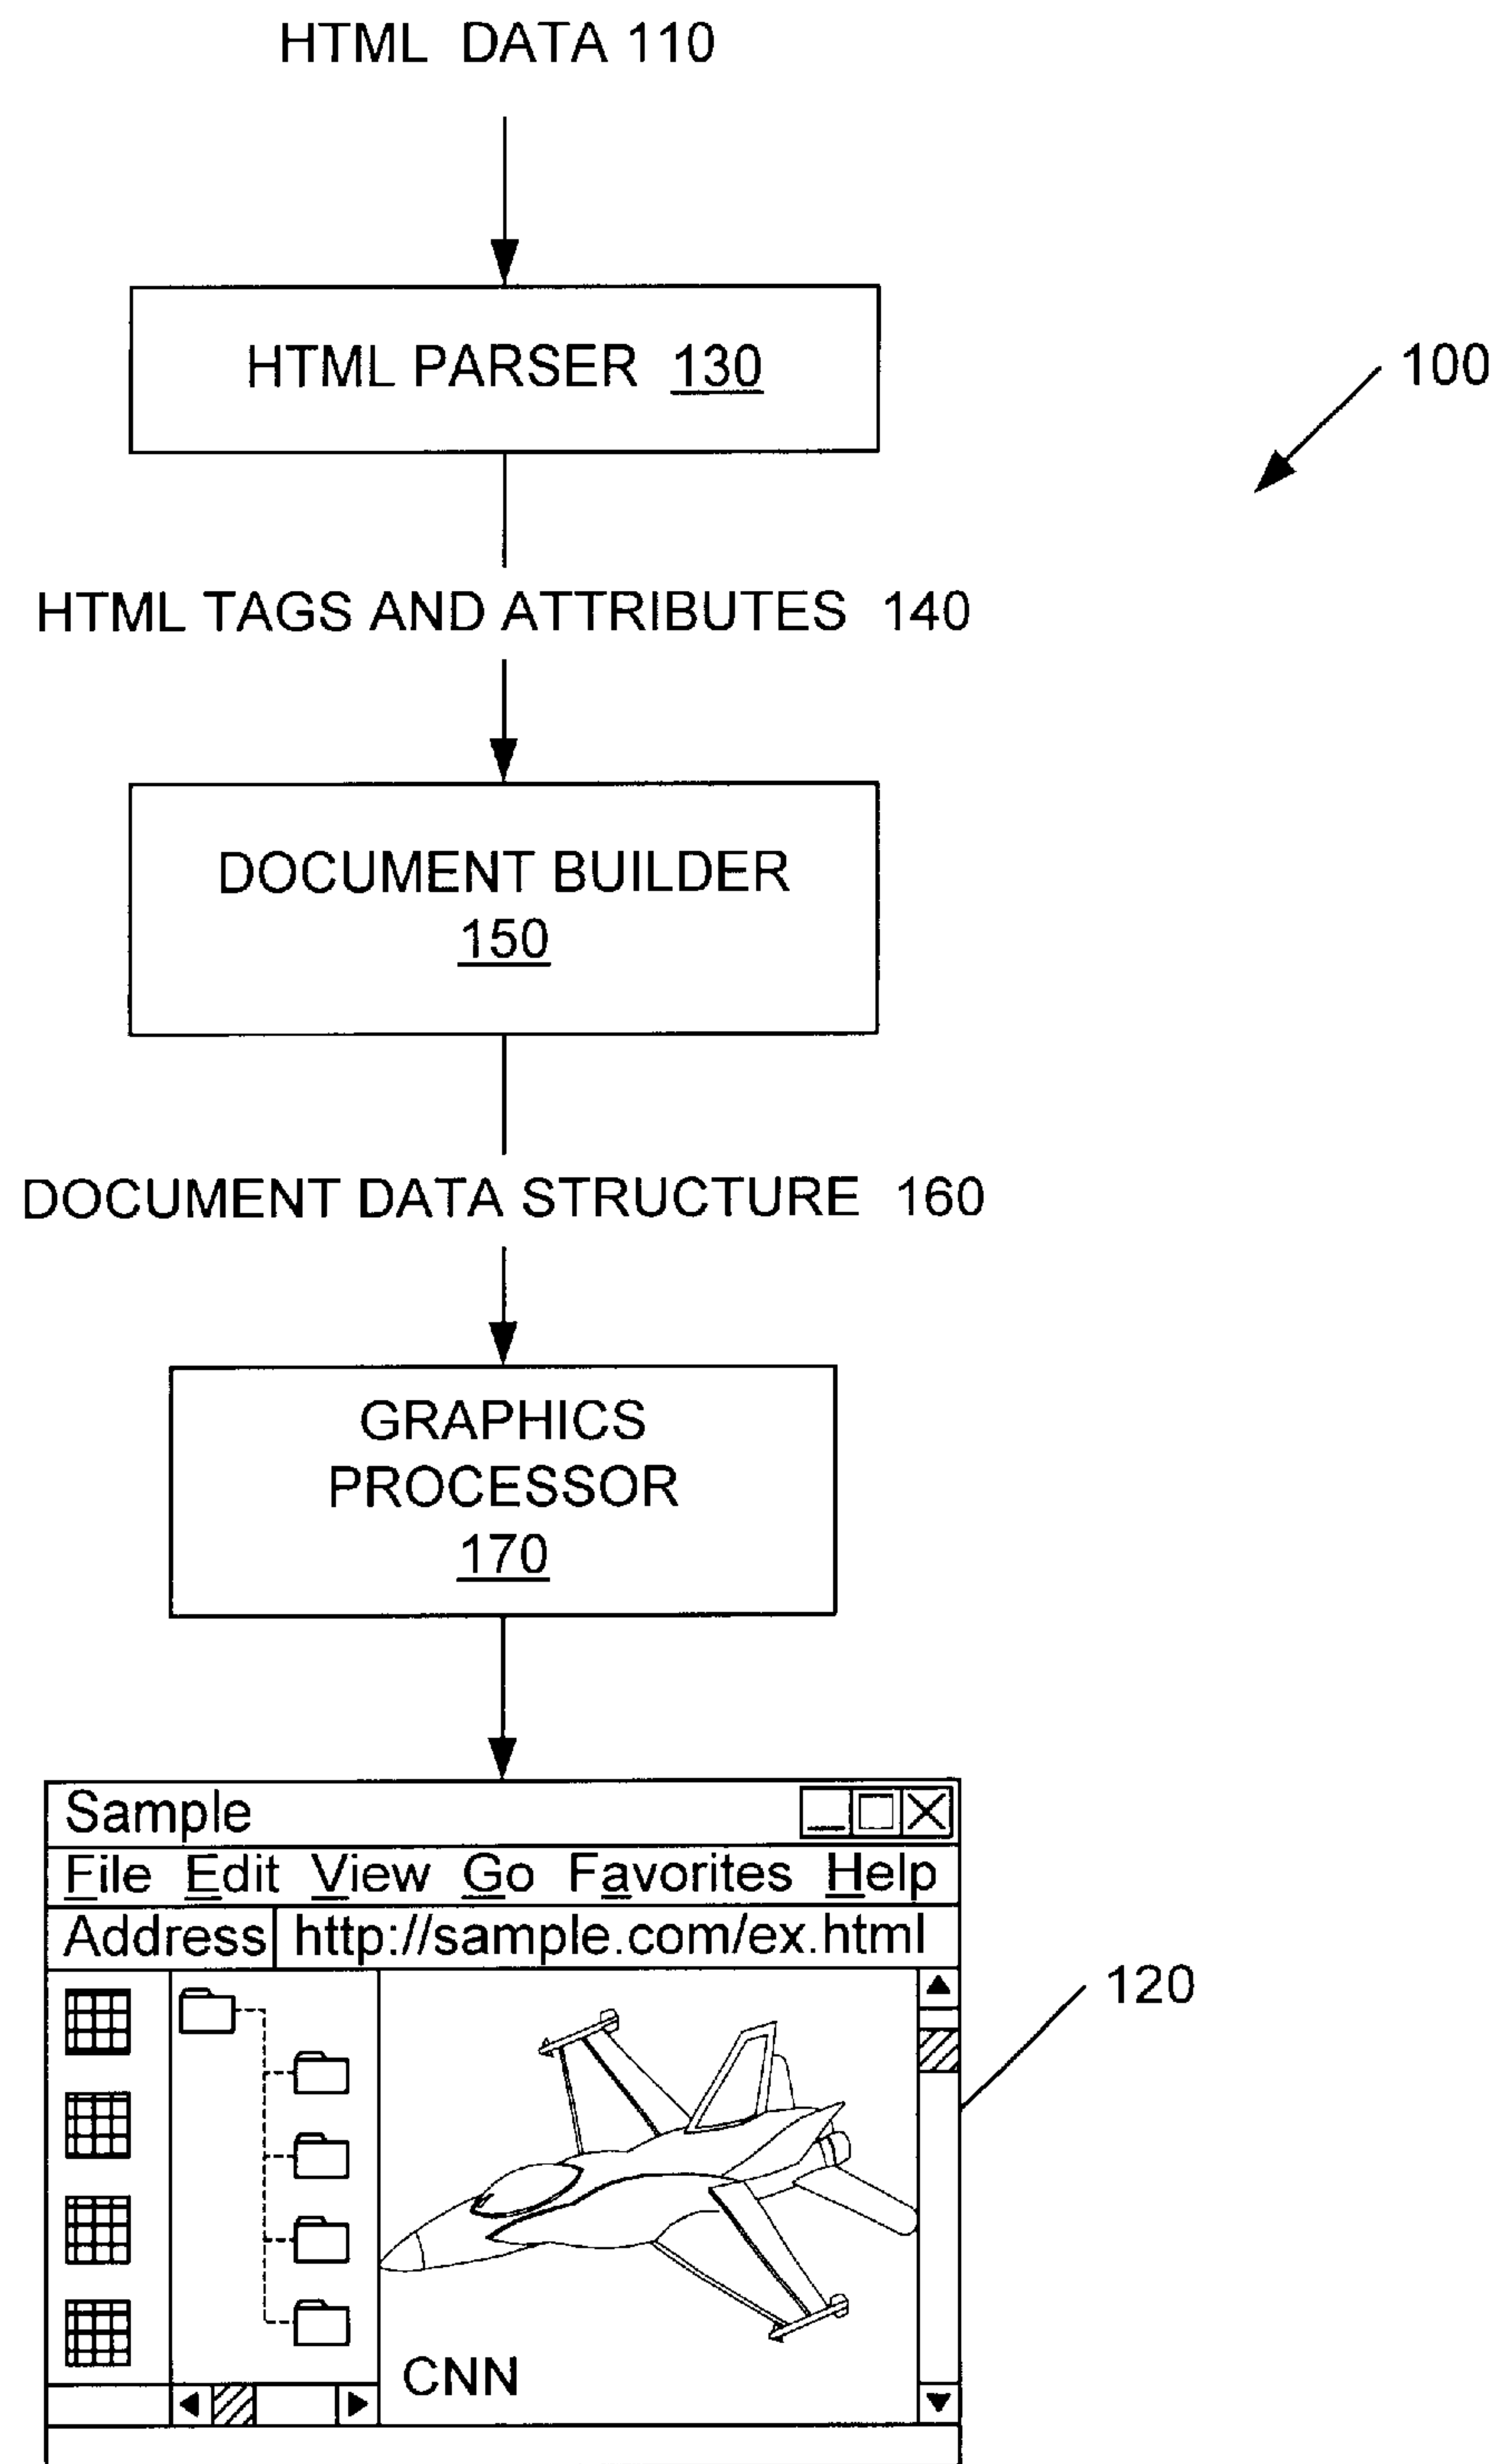 HTML DATA 110
HTML PARSER 130
100
HTML TAGS AND ATTRIBUTES 140
DOCUMENT BUILDER
150
DOCUMENT DATA STRUCTURE 160
GRAPHICS
PROCESSOR
170
Sample
File Edit View Go Favorites Help
Address http://sample.com/ex.html
120
CNN